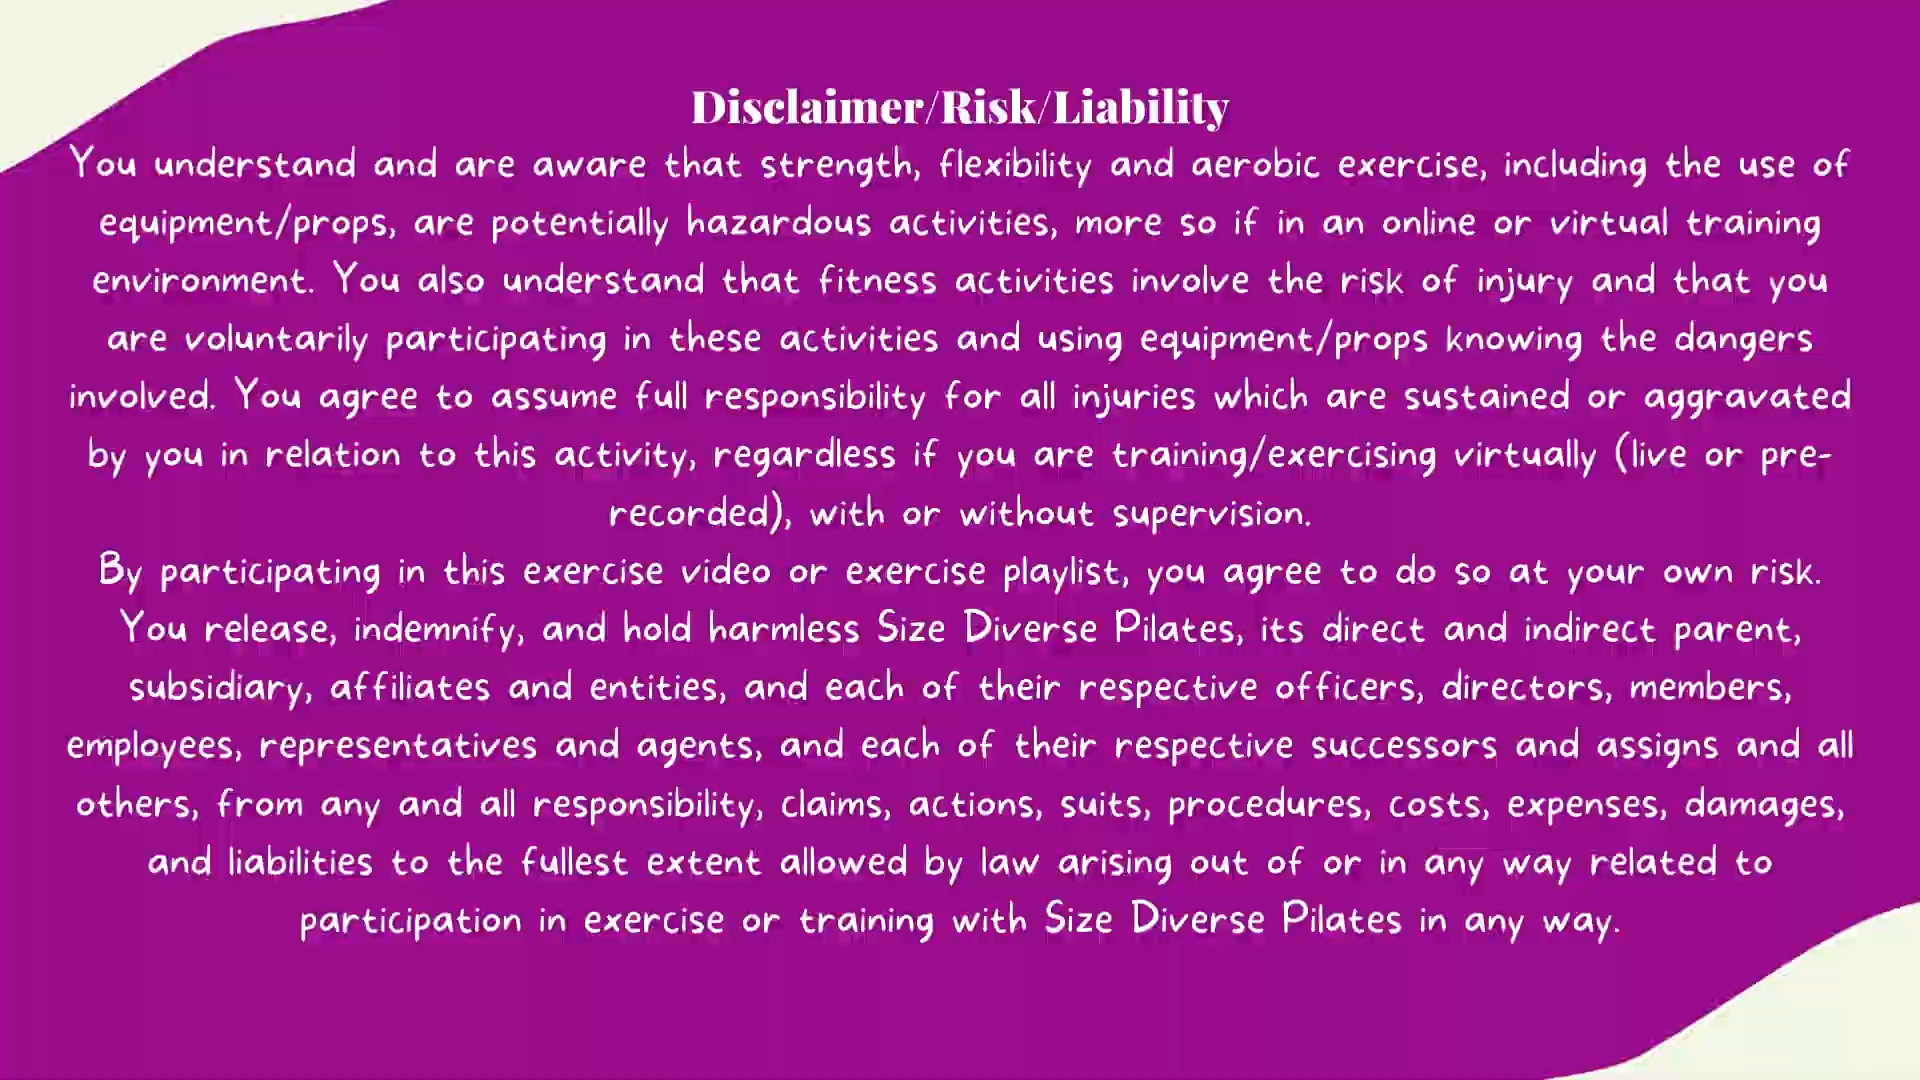 Disclaimer/Risk/Liability
You understand and are aware that strength, flexibility and aerobic exercise, including the use of
equipment/props, are potentially hazardous activities, more so if in an online or virtual training
environment. You also understand that fitness activities involve the risk of injury and that you
are voluntarily participating in these activities and using equipment/props knowing the dangers
involved. You agree to assume full responsibility for all injuries which are sustained or aggravated
by you in relation to this activity, regardless if you are training/exercising virtually (live or pre-
recorded), with or without supervision.
By participating in this exercise video or exercise playlist, you agree to do so at your own risk.
You release, indemnify, and hold harmless Size Diverse Pilates, its direct and indirect parent,
subsidiary, affiliates and entities, and each of their respective officers, directors, members,
employees, representatives and agents, and each of their respective successors and assigns and all
others, from any and all responsibility, claims, actions, suits, procedures, costs, expenses, damages,
and liabilities to the fullest extent allowed by law arising out of or in any way related to
participation in exercise or training with Size Diverse Pilates in any way.